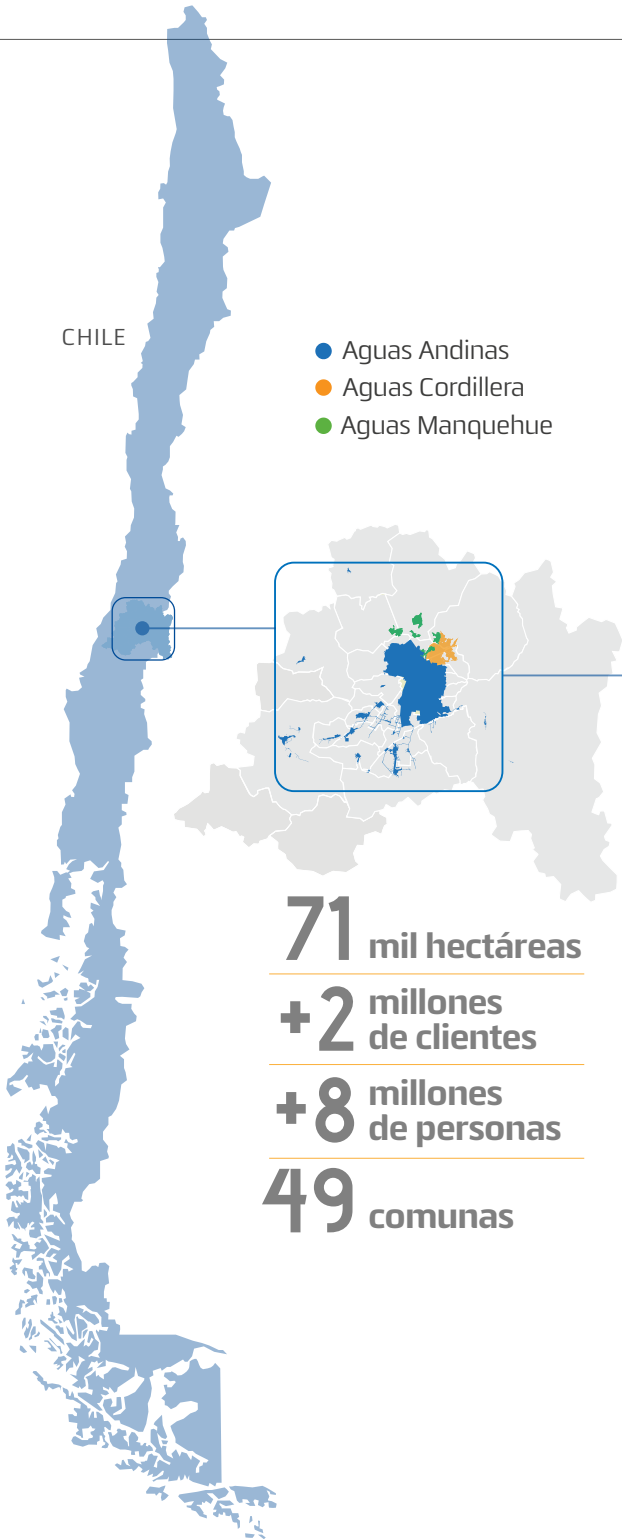 CHILE
Aguas Andinas
Aguas Cordillera
Aguas Manquehue
71 mil hectáreas
+2 millones
de clientes
+8 millones
de personas
49 comunas